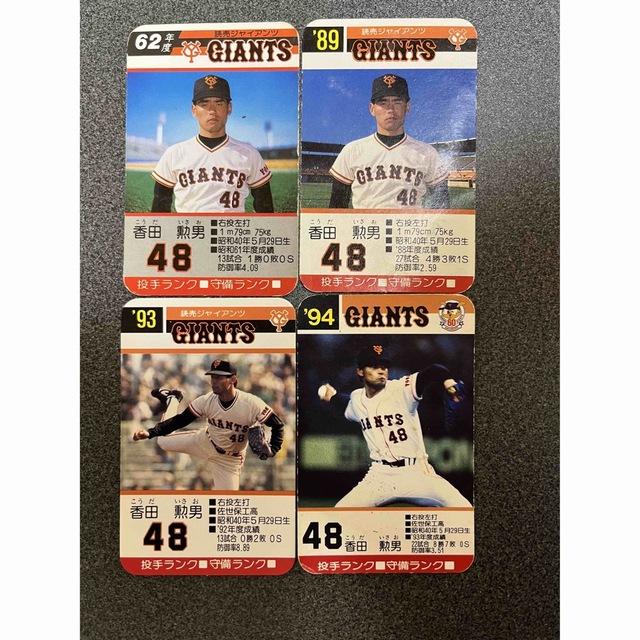 62年度
読売ジャイアンツ
GIANTS
GIANTS
48
こうだ いさお
香田 勲男
48
■右投左打
■1m79cm 75kg
■昭和40年5月29日生
■昭和61年度成績
13試合 1勝0敗0S
防御率4.09
投手ランク■守備ランク■
'89
読売ジャイアンツ
GIANTS
GIANTS
48
こうだ いさお
香田 勲男
48
■右投左打
■1m79cm 75kg
■昭和40年5月29日生
■'88年度成績
27試合 4勝3敗1S
防御率2.59
投手ランク■守備ランク■
'93
読売ジャイアンツ
GIANTS
GIANTS
48
こうだ いさお
香田 勲男
48
■右投左打
■佐世保工高
■昭和40年5月29日生
■'92年度成績
13試合 0勝2敗 0S
防御率8.89
投手ランク■守備ランク■
'94
GIANTS
60
GIANTS
48
48
こうだ いさお
香田 勲男
■右投左打
■佐世保工高
■昭和40年5月29日生
■'93年度成績
22試合 8勝7敗 0S
防御率3.51
投手ランク■守備ランク■